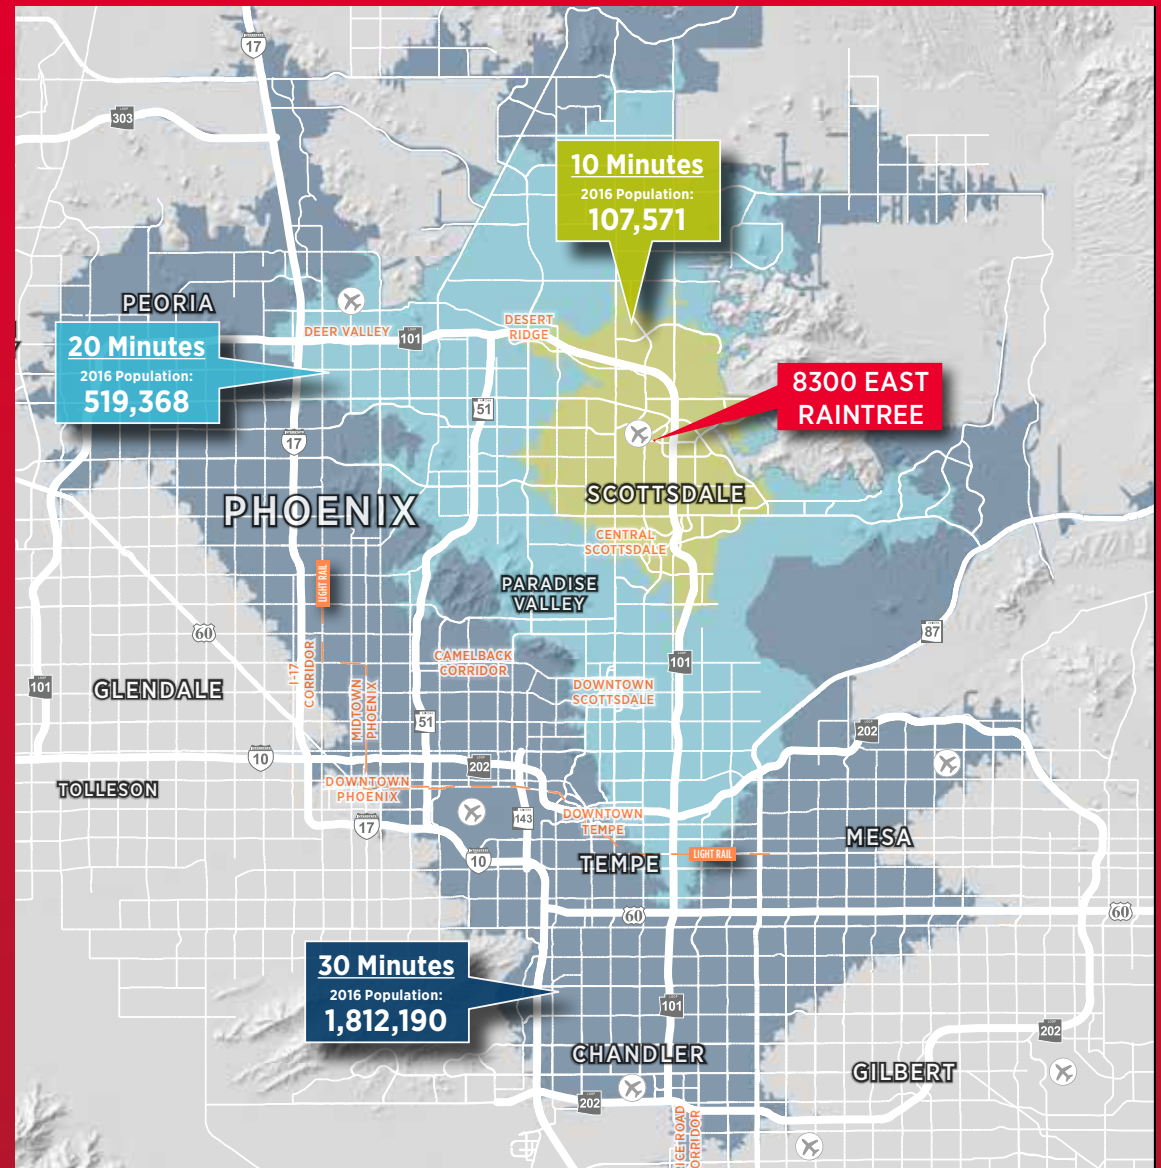 17
303
10 Minutes
2016 Population:
107,571
PEORIA
DEER VALLEY
101
DESERT
RIDGE
20 Minutes
2016 Population:
519,368
8300 EAST
RAINTREE
51
17
SCOTTSDALE
PHOENIX
CENTRAL
SCOTTSDALE
LIGHT RAIL
PARADISE
VALLEY
60
87
I-17
CORRIDOR
CAMELBACK
CORRIDOR
101
101
GLENDALE
MIDTOWN
PHOENIX
DOWNTOWN
SCOTTSDALE
51
202
10
202
TOLLESON
DOWNTOWN
PHOENIX
143
DOWNTOWN
TEMPE
17
MESA
10
TEMPE
LIGHT RAIL
60
60
30 Minutes
2016 Population:
1,812,190
101
202
CHANDLER
GILBERT
202